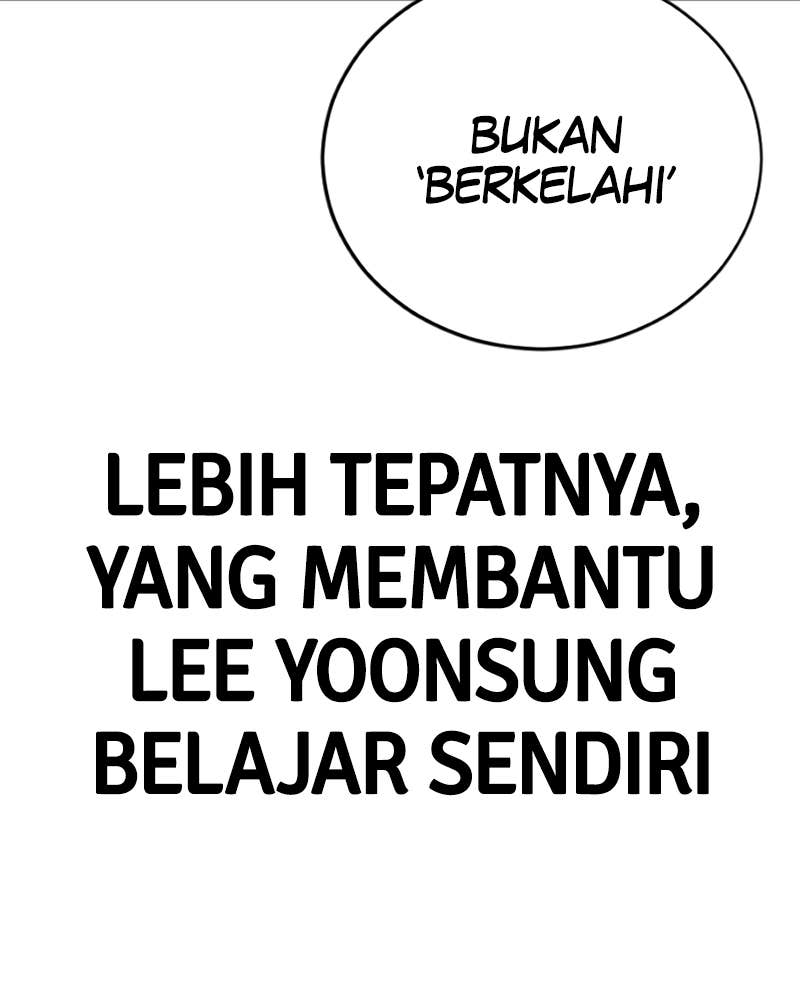 BUKAN
'BERKELAHI'
LEBIH TEPATNYA,
YANG MEMBANTU
LEE YOONSUNG
BELAJAR SENDIRI